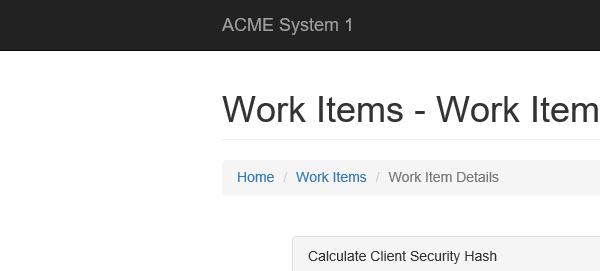 ACME System 1
Work Items - Work Item
Home / Work Items / Work Item Details
Calculate Client Security Hash